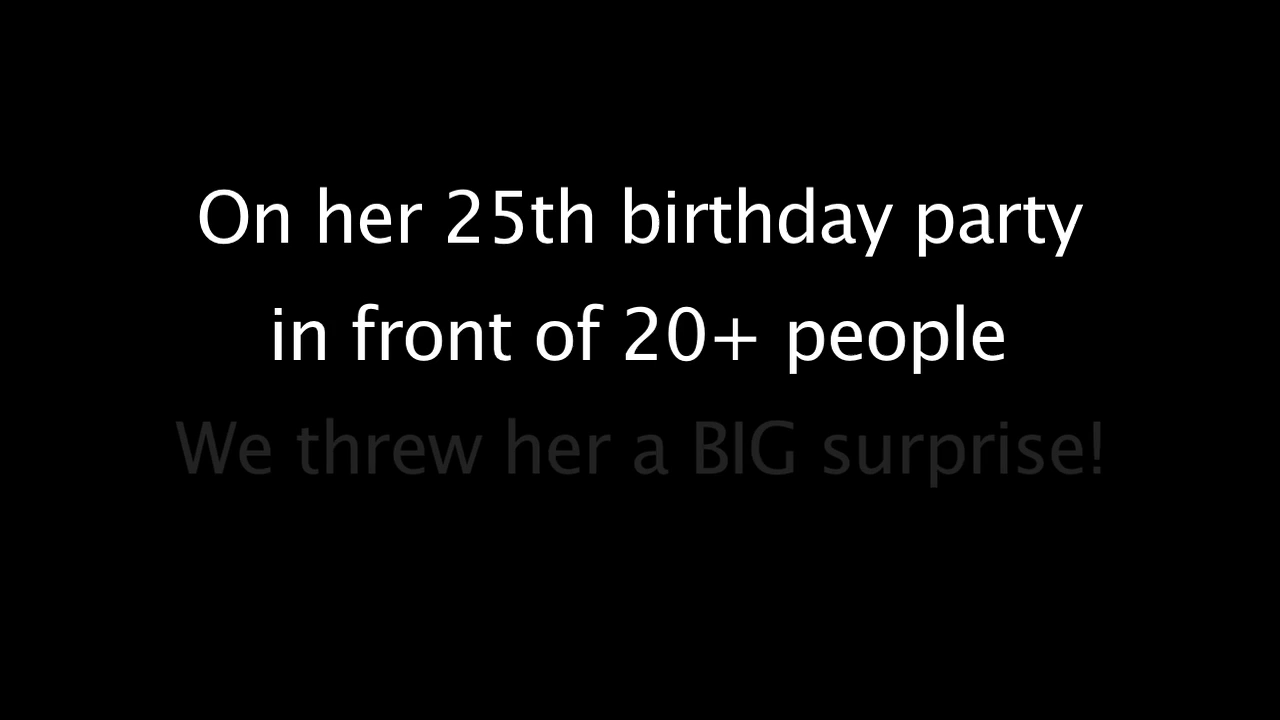 On her 25th birthday party
in front of 20+ people
We threw her a BIG surprise!